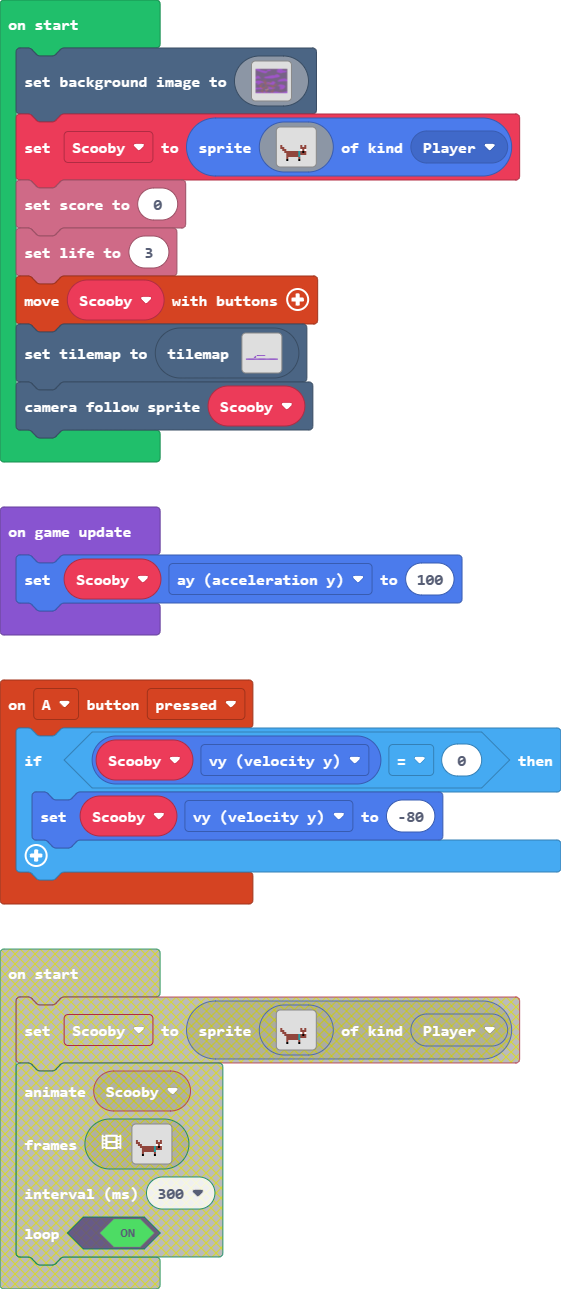 on start
set background image to
set Scooby to sprite of kind Player
set score to 0
set life to 3
move Scooby with buttons
set tilemap to tilemap
camera follow sprite Scooby
on game update
set Scooby ay (acceleration y) to 100
on A button pressed
if Scooby vy (velocity y) = 0 then
set Scooby vy (velocity y) to -80
on start
set Scooby to sprite of kind Player
animate Scooby
frames
interval (ms) 300
loop ON